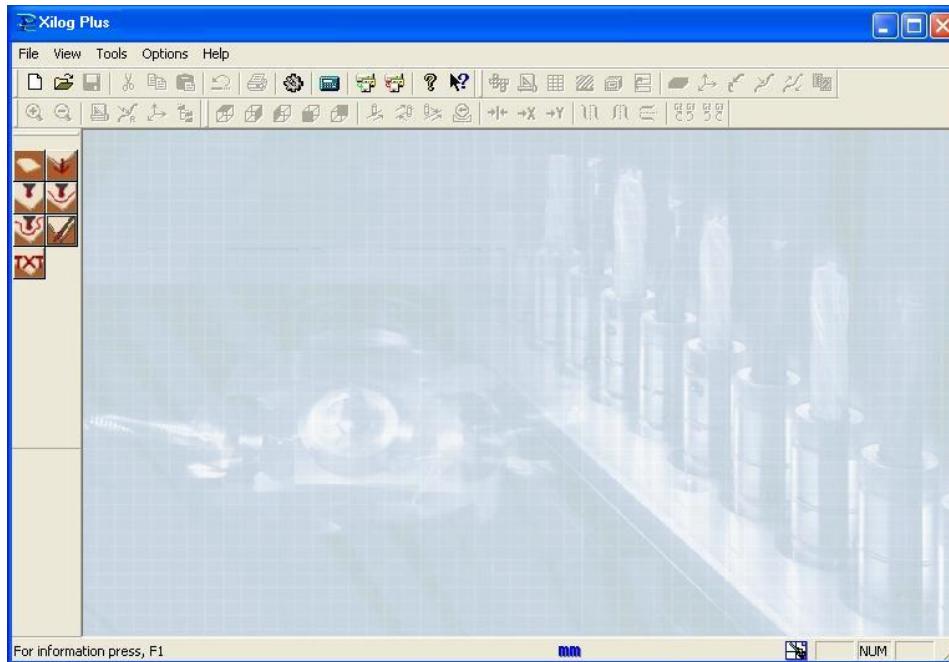 Xilog Plus
File View Tools Options Help
R →X →Y
TXT
For information press, F1 mm NUM